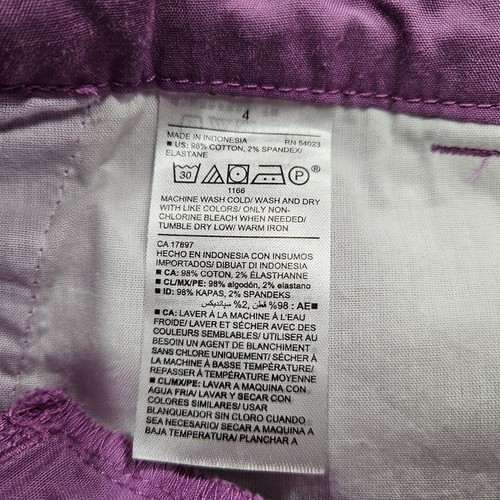 4
MADE IN INDONESIA RN 54023
■ US: 98% COTTON, 2% SPANDEX/
ELASTANE
30 P ®
1166
MACHINE WASH COLD/ WASH AND DRY
WITH LIKE COLORS/ ONLY NON-
CHLORINE BLEACH WHEN NEEDED/
TUMBLE DRY LOW/ WARM IRON
CA 17897
HECHO EN INDONESIA CON INSUMOS
IMPORTADOS/ DIBUAT DI INDONESIA
■ CA: 98% COTON, 2% ÉLASTHANNE
■ CL/MX/PE: 98% algodón, 2% elastano
■ ID: 98% KAPAS, 2% SPANDEKS
■ AE: 98% قطن, 2% سباندیکس
■ CA: LAVER À LA MACHINE À L'EAU
FROIDE/ LAVER ET SÉCHER AVEC DES
COULEURS SEMBLABLES/ UTILISER AU
BESOIN UN AGENT DE BLANCHIMENT
SANS CHLORE UNIQUEMENT/ SÉCHER À
LA MACHINE À BASSE TEMPÉRATURE/
REPASSER À TEMPÉRATURE MOYENNE
■ CL/MX/PE: LAVAR A MAQUINA CON
AGUA FRIA/ LAVAR Y SECAR CON
COLORES SIMILARES/ USAR
BLANQUEADOR SIN CLORO CUANDO
SEA NECESARIO/ SECAR A MAQUINA A
BAJA TEMPERATURA/ PLANCHAR A